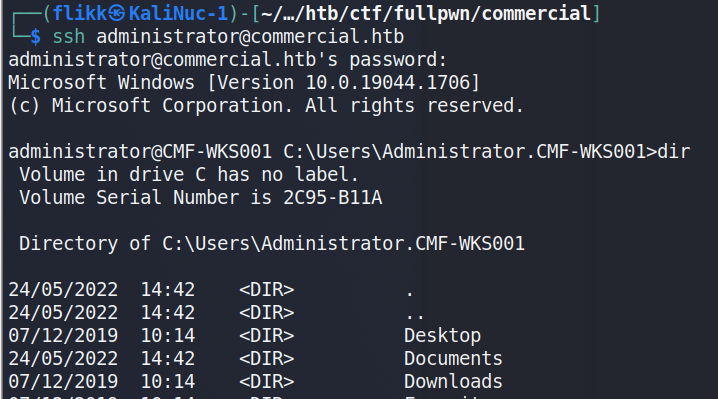 ┌──(flikk㉿KaliNuc-1)-[~/…/htb/ctf/fullpwn/commercial]
└─$ ssh administrator@commercial.htb
administrator@commercial.htb's password:
Microsoft Windows [Version 10.0.19044.1706]
(c) Microsoft Corporation. All rights reserved.
administrator@CMF-WKS001 C:\Users\Administrator.CMF-WKS001>dir
Volume in drive C has no label.
Volume Serial Number is 2C95-B11A
Directory of C:\Users\Administrator.CMF-WKS001
24/05/2022  14:42    <DIR>          .
24/05/2022  14:42    <DIR>          ..
07/12/2019  10:14    <DIR>          Desktop
24/05/2022  14:42    <DIR>          Documents
07/12/2019  10:14    <DIR>          Downloads